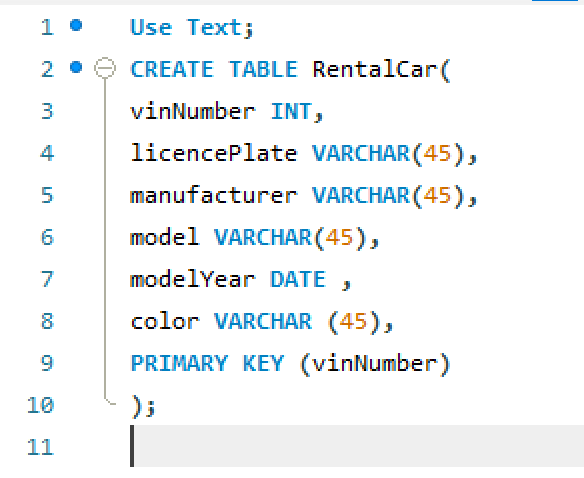 1 Use Text;
2 CREATE TABLE RentalCar(
3 vinNumber INT,
4 licencePlate VARCHAR(45),
5 manufacturer VARCHAR(45),
6 model VARCHAR(45),
7 modelYear DATE ,
8 color VARCHAR (45),
9 PRIMARY KEY (vinNumber)
10 );
11